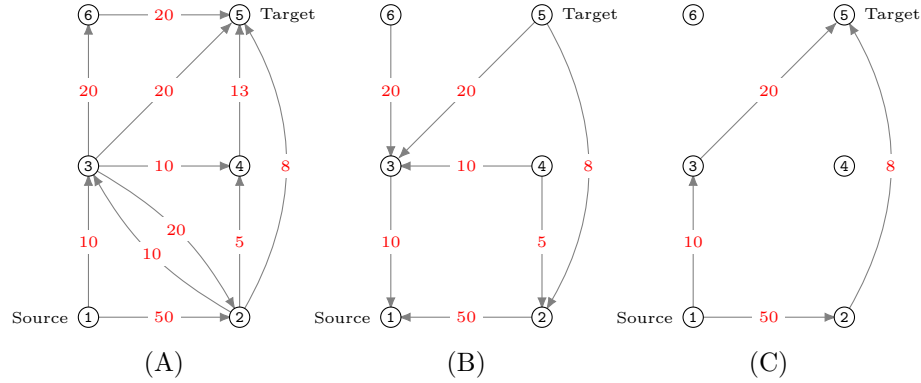 6 20 5 Target 6 5 Target 6 5 Target
20 20 13 20 20 20
3 10 4 8 3 10 4 8 3 4 8
20
10 5 10 5 10
10
Source 1 50 2 Source 1 50 2 Source 1 50 2
(A) (B) (C)